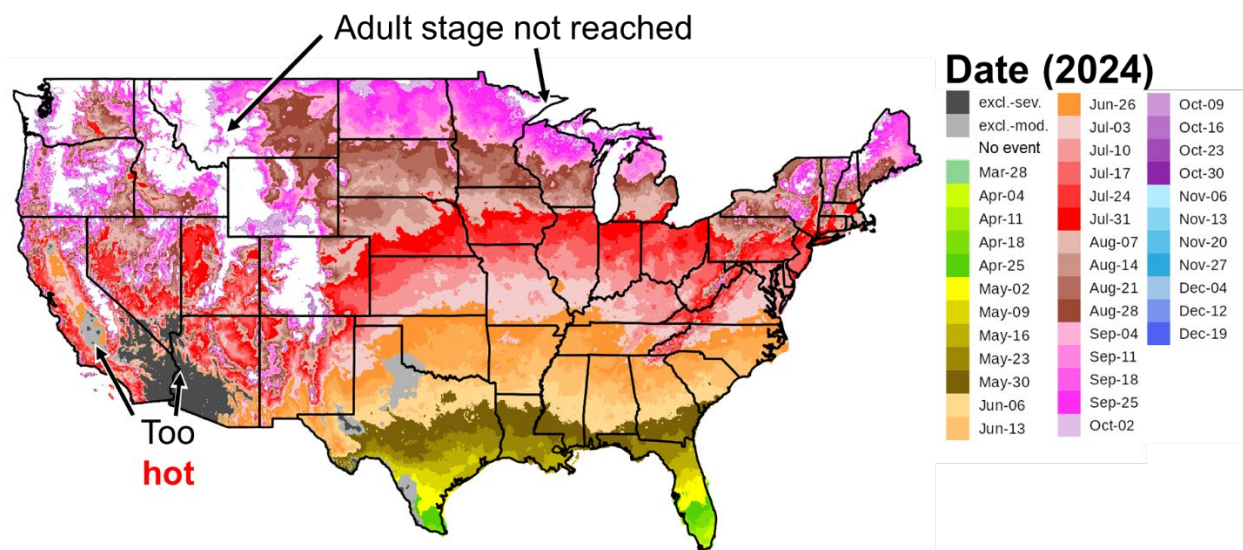 Adult stage not reached
Too
hot
Date (2024)
excl.-sev.
excl.-mod.
No event
Mar-28
Apr-04
Apr-11
Apr-18
Apr-25
May-02
May-09
May-16
May-23
May-30
Jun-06
Jun-13
Jun-26
Jul-03
Jul-10
Jul-17
Jul-24
Jul-31
Aug-07
Aug-14
Aug-21
Aug-28
Sep-04
Sep-11
Sep-18
Sep-25
Oct-02
Oct-09
Oct-16
Oct-23
Oct-30
Nov-06
Nov-13
Nov-20
Nov-27
Dec-04
Dec-12
Dec-19